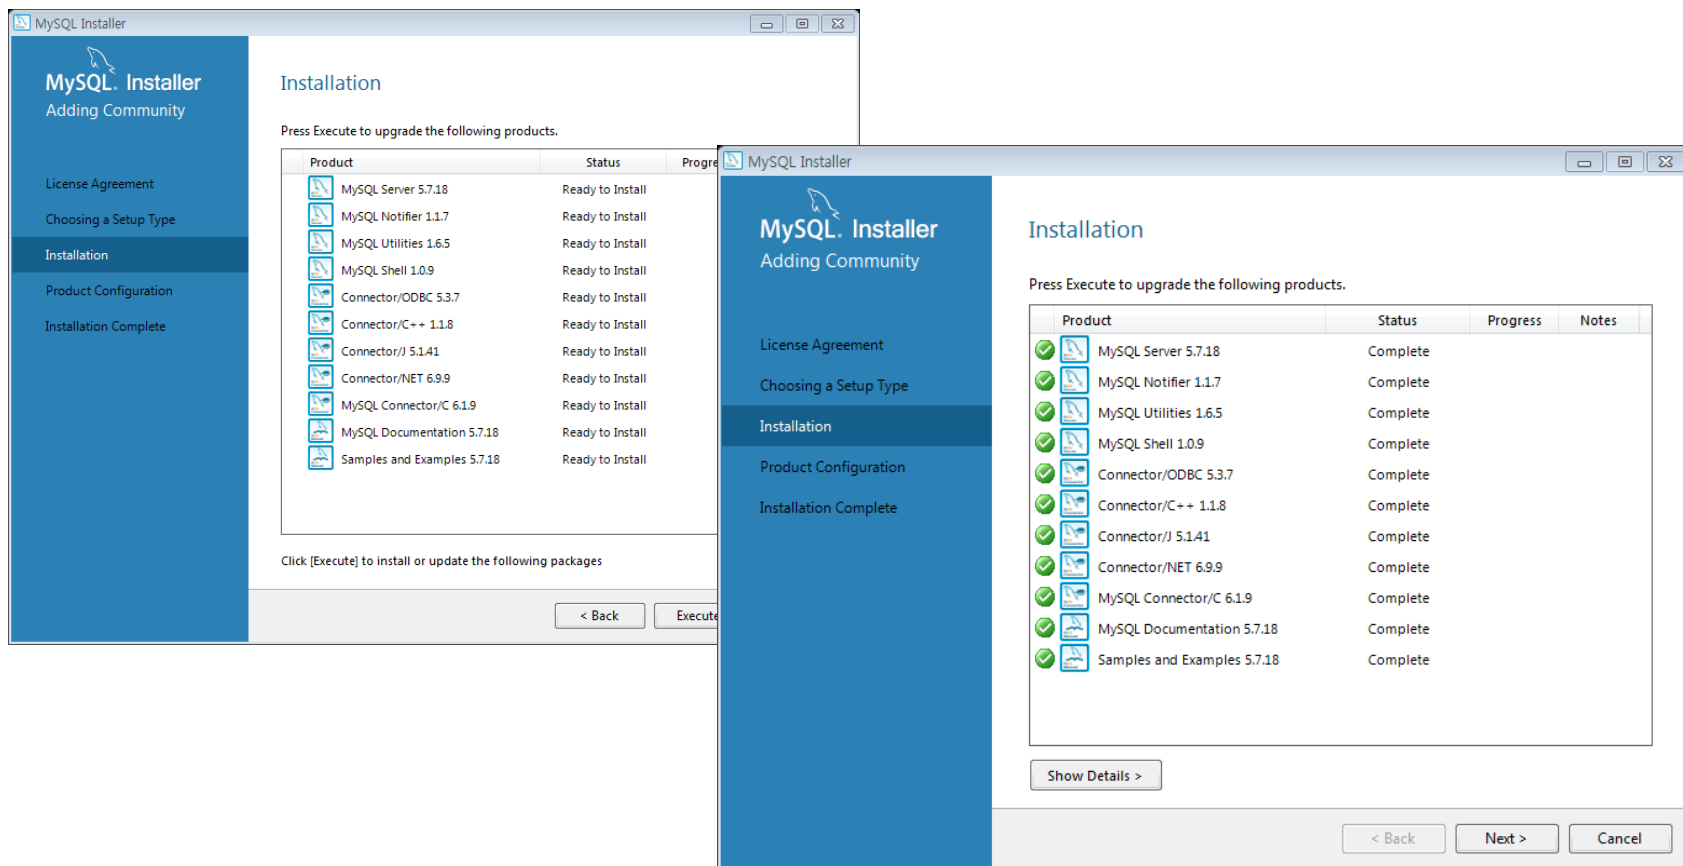 MySQL Installer
MySQL. Installer
Adding Community
License Agreement
Choosing a Setup Type
Installation
Product Configuration
Installation Complete
Installation
Press Execute to upgrade the following products.
Product Status Progre
MySQL Server 5.7.18 Ready to Install
MySQL Notifier 1.1.7 Ready to Install
MySQL Utilities 1.6.5 Ready to Install
MySQL Shell 1.0.9 Ready to Install
Connector/ODBC 5.3.7 Ready to Install
Connector/C++ 1.1.8 Ready to Install
Connector/J 5.1.41 Ready to Install
Connector/NET 6.9.9 Ready to Install
MySQL Connector/C 6.1.9 Ready to Install
MySQL Documentation 5.7.18 Ready to Install
Samples and Examples 5.7.18 Ready to Install
Click [Execute] to install or update the following packages
< Back Execute
MySQL Installer
MySQL. Installer
Adding Community
License Agreement
Choosing a Setup Type
Installation
Product Configuration
Installation Complete
Installation
Press Execute to upgrade the following products.
Product Status Progress Notes
MySQL Server 5.7.18 Complete
MySQL Notifier 1.1.7 Complete
MySQL Utilities 1.6.5 Complete
MySQL Shell 1.0.9 Complete
Connector/ODBC 5.3.7 Complete
Connector/C++ 1.1.8 Complete
Connector/J 5.1.41 Complete
Connector/NET 6.9.9 Complete
MySQL Connector/C 6.1.9 Complete
MySQL Documentation 5.7.18 Complete
Samples and Examples 5.7.18 Complete
Show Details >
< Back Next > Cancel